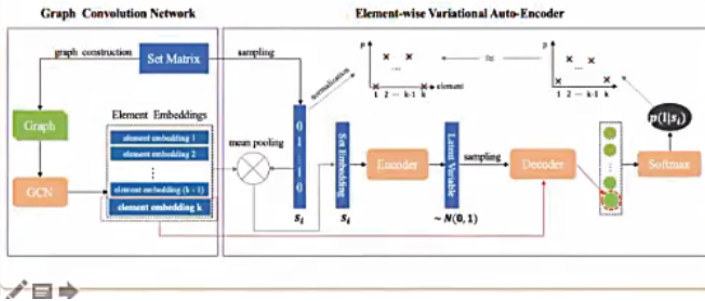 Graph Convolution Network
Element-wise Variational Auto-Encoder
graph construction
Set Matrix
sampling
Graph
GCN
Element Embeddings
element embedding 1
element embedding 2
⋮
element embedding (k - 1)
element embedding k
mean pooling
0
1
...
1
0
s_i
normalization
p
...
1 2 ··· k-1 k
element
≈
p
...
1 2 ··· k-1 k
Set Embedding
s_i
Encoder
Latent Variable
~ N(0, 1)
sampling
Decoder
⋮
Softmax
p(I|s_i)